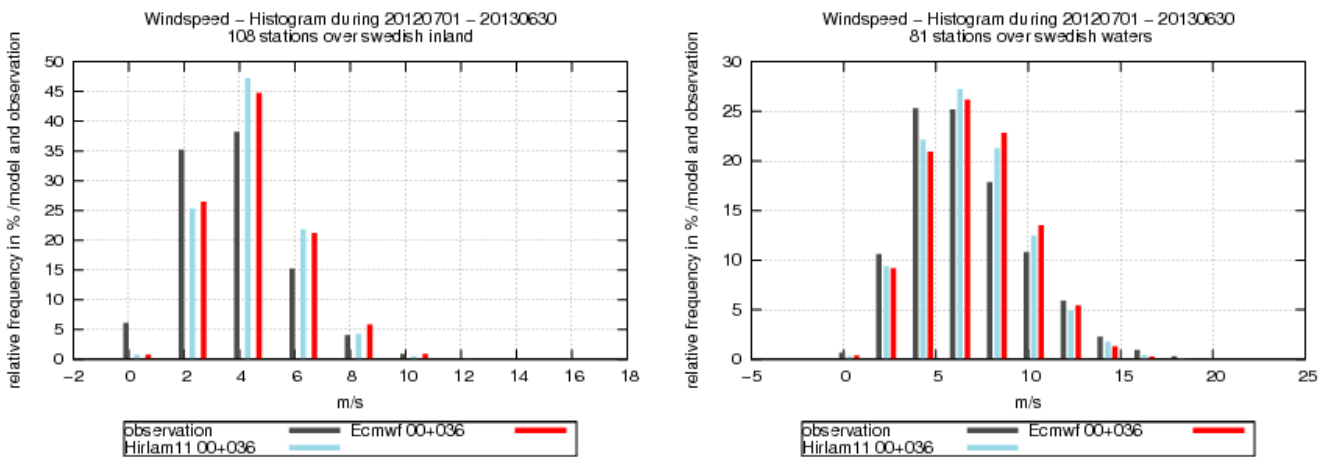 Windspeed – Histogram during 20120701 – 20130630
108 stations over swedish inland
relative frequency in % /model and observation
50
45
40
35
30
25
20
15
10
5
0
−2 0 2 4 6 8 10 12 14 16 18
m/s
observation Ecmwf 00+036
Hirlam11 00+036
Windspeed – Histogram during 20120701 – 20130630
81 stations over swedish waters
relative frequency in % /model and observation
30
25
20
15
10
5
0
−5 0 5 10 15 20 25
m/s
observation Ecmwf 00+036
Hirlam11 00+036